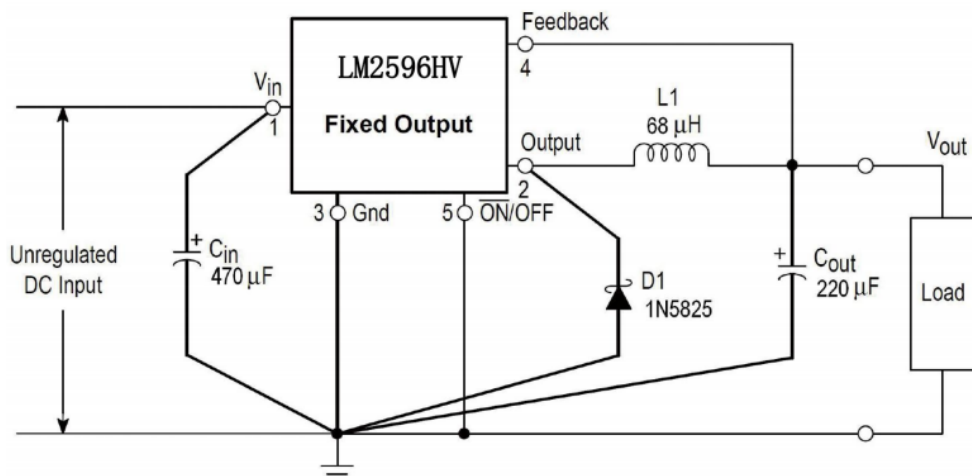 Feedback
4
LM2596HV
Fixed Output
Vin
1
L1
68 μH
Output
2
Vout
3 Gnd
5 ON/OFF
Unregulated
DC Input
+
Cin
470 μF
D1
1N5825
+
Cout
220 μF
Load